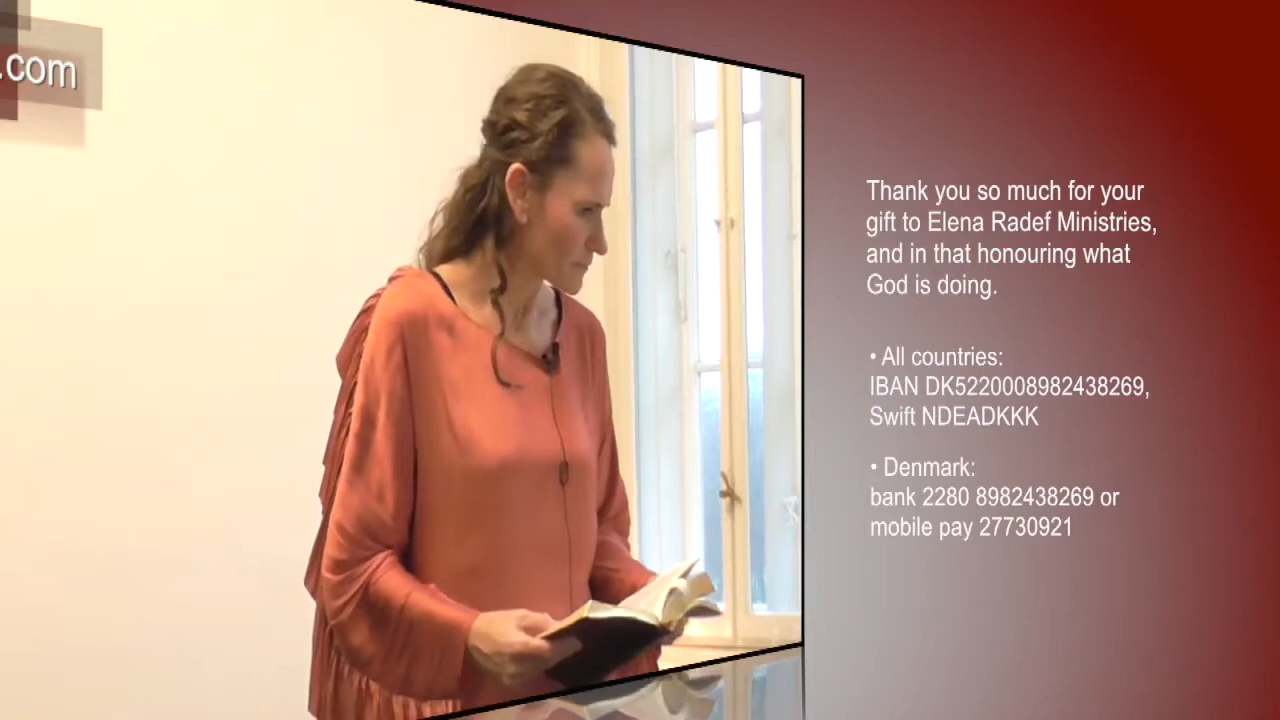 .com
Thank you so much for your
gift to Elena Radef Ministries,
and in that honouring what
God is doing.
• All countries:
IBAN DK5220008982438269,
Swift NDEADKKK
• Denmark:
bank 2280 8982438269 or
mobile pay 27730921